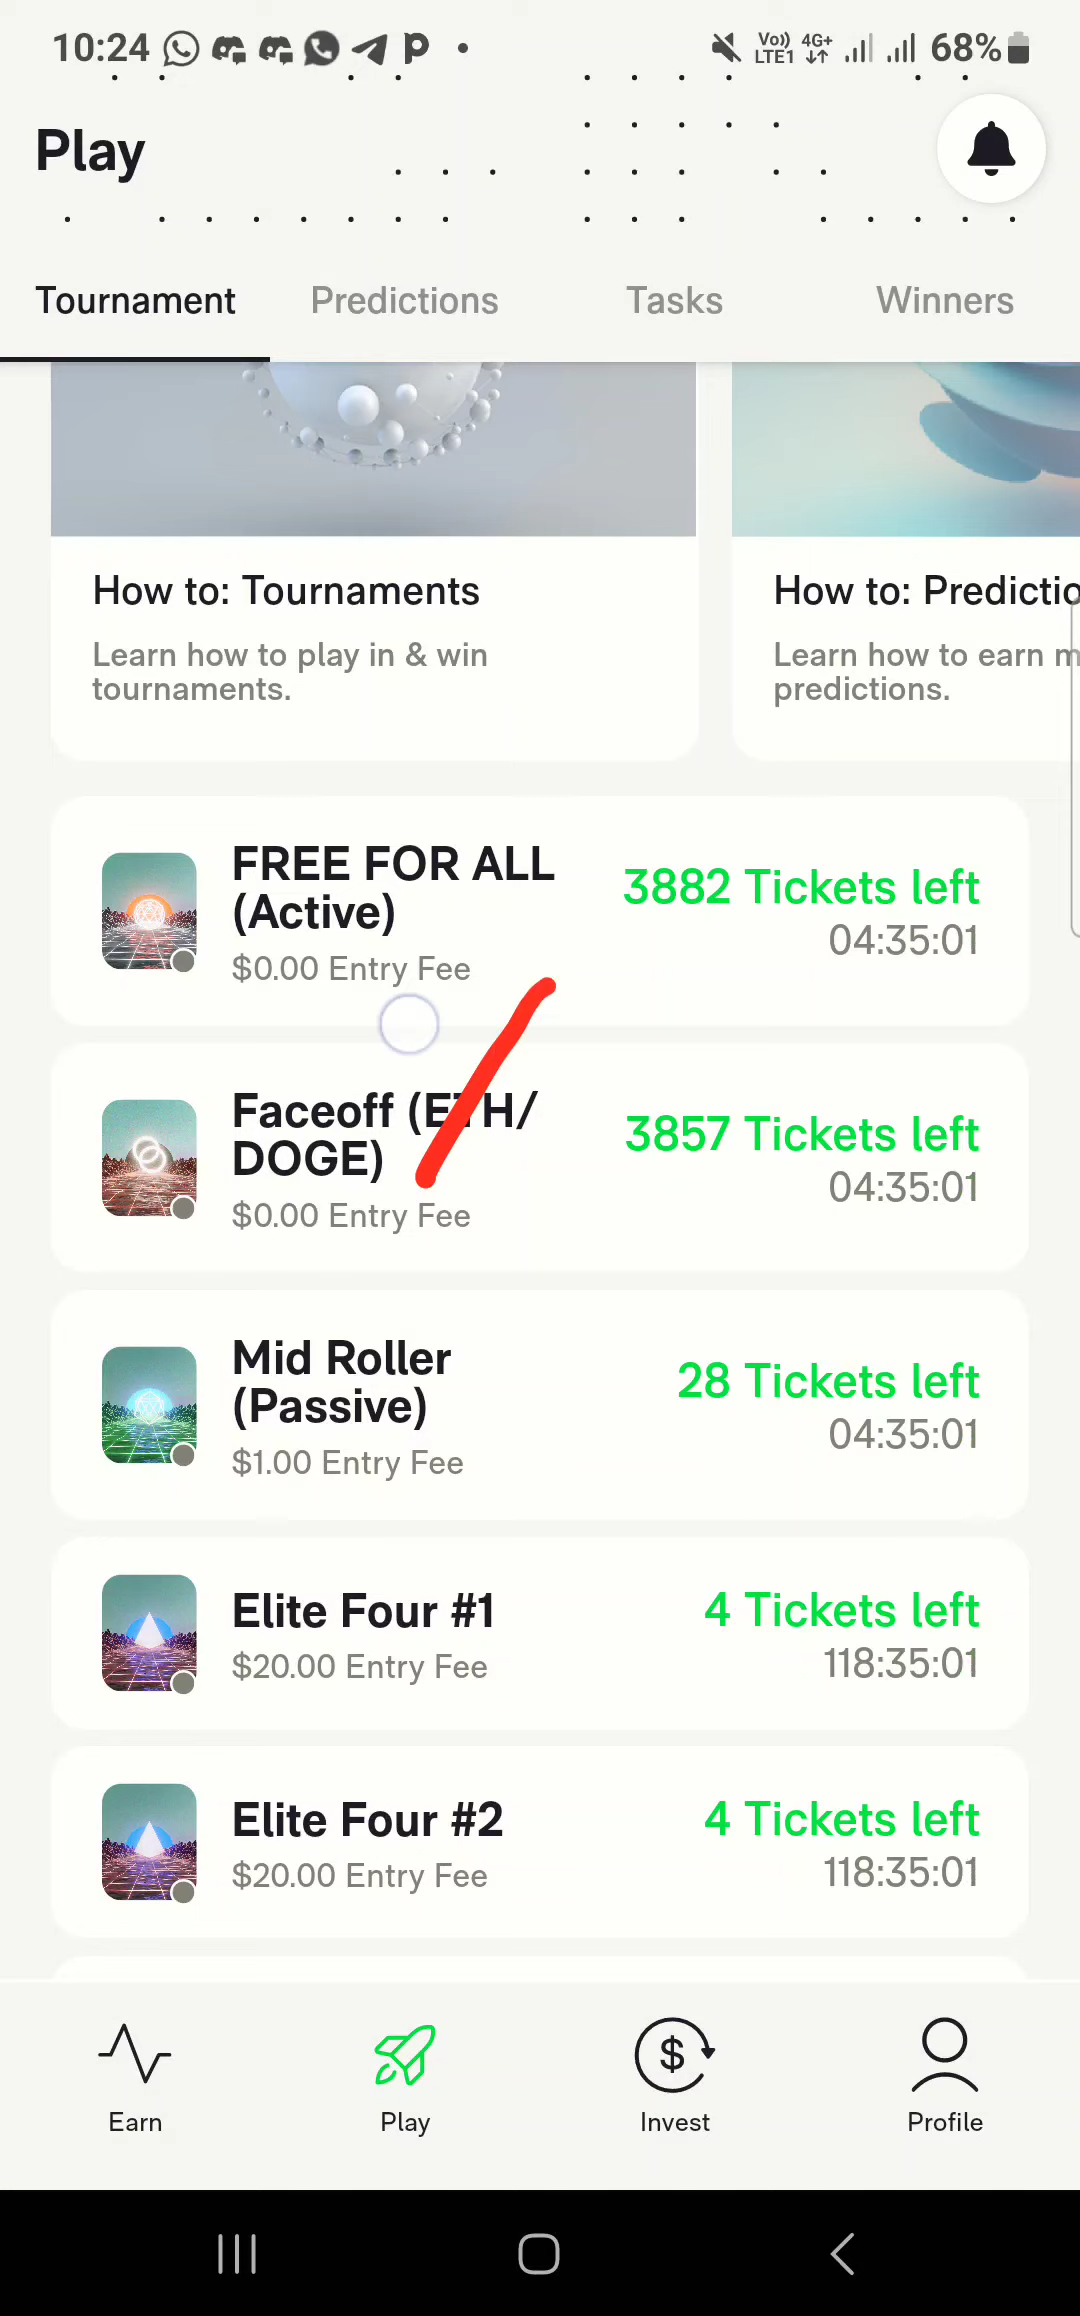 10:24
Vo)) LTE1 4G+ 68%
Play
Tournament Predictions Tasks Winners
How to: Tournaments
Learn how to play in & win
tournaments.
How to: Predictio
Learn how to earn m
predictions.
FREE FOR ALL
(Active)
$0.00 Entry Fee
3882 Tickets left
04:35:01
Faceoff (ETH/
DOGE)
$0.00 Entry Fee
3857 Tickets left
04:35:01
Mid Roller
(Passive)
$1.00 Entry Fee
28 Tickets left
04:35:01
Elite Four #1
$20.00 Entry Fee
4 Tickets left
118:35:01
Elite Four #2
$20.00 Entry Fee
4 Tickets left
118:35:01
Earn Play Invest Profile